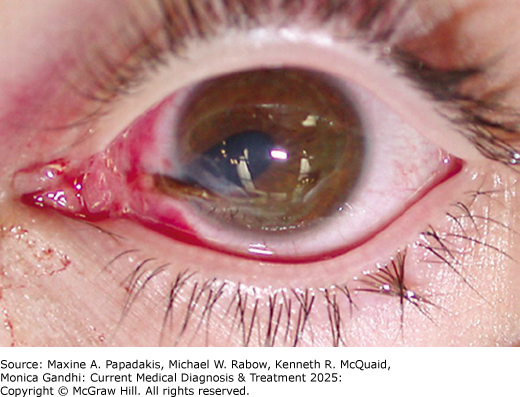 Source: Maxine A. Papadakis, Michael W. Rabow, Kenneth R. McQuaid,
Monica Gandhi: Current Medical Diagnosis & Treatment 2025:
Copyright © McGraw Hill. All rights reserved.